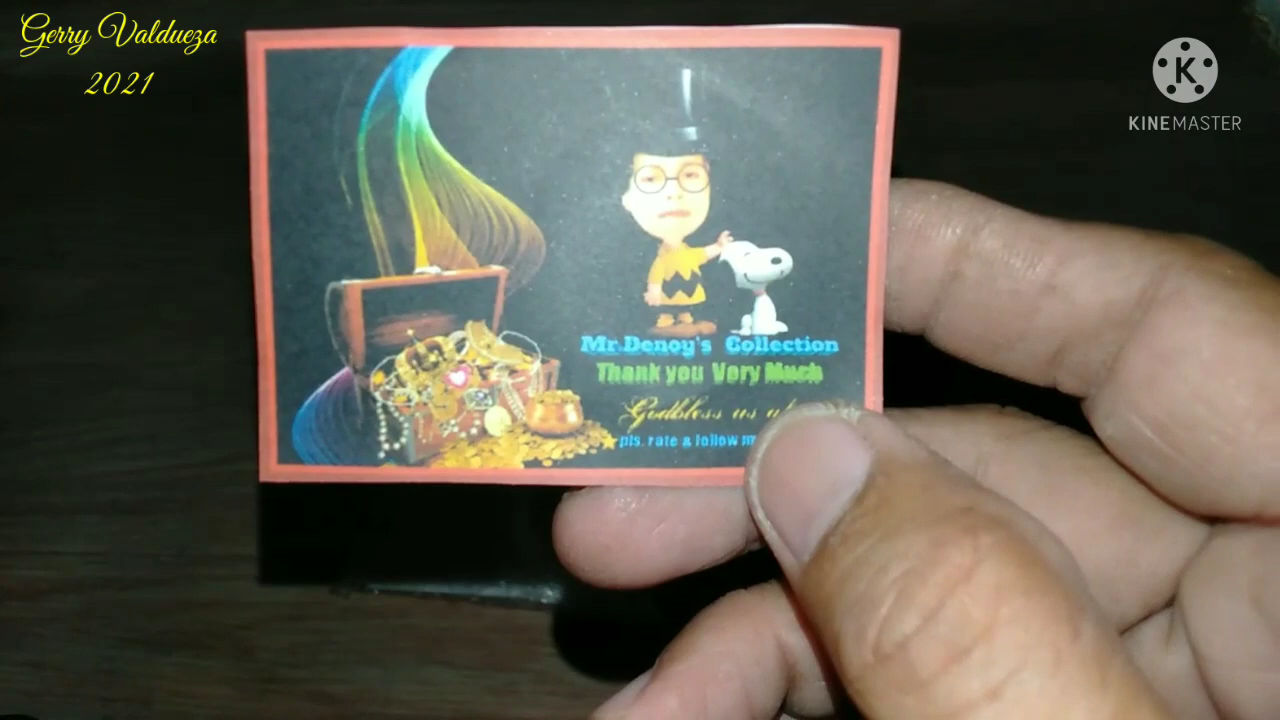 Gerry Valdueza
2021
K
KINEMASTER
Mr.Denoy's Collection
Thank you Very Much
Godbless us
pls. rate & follow